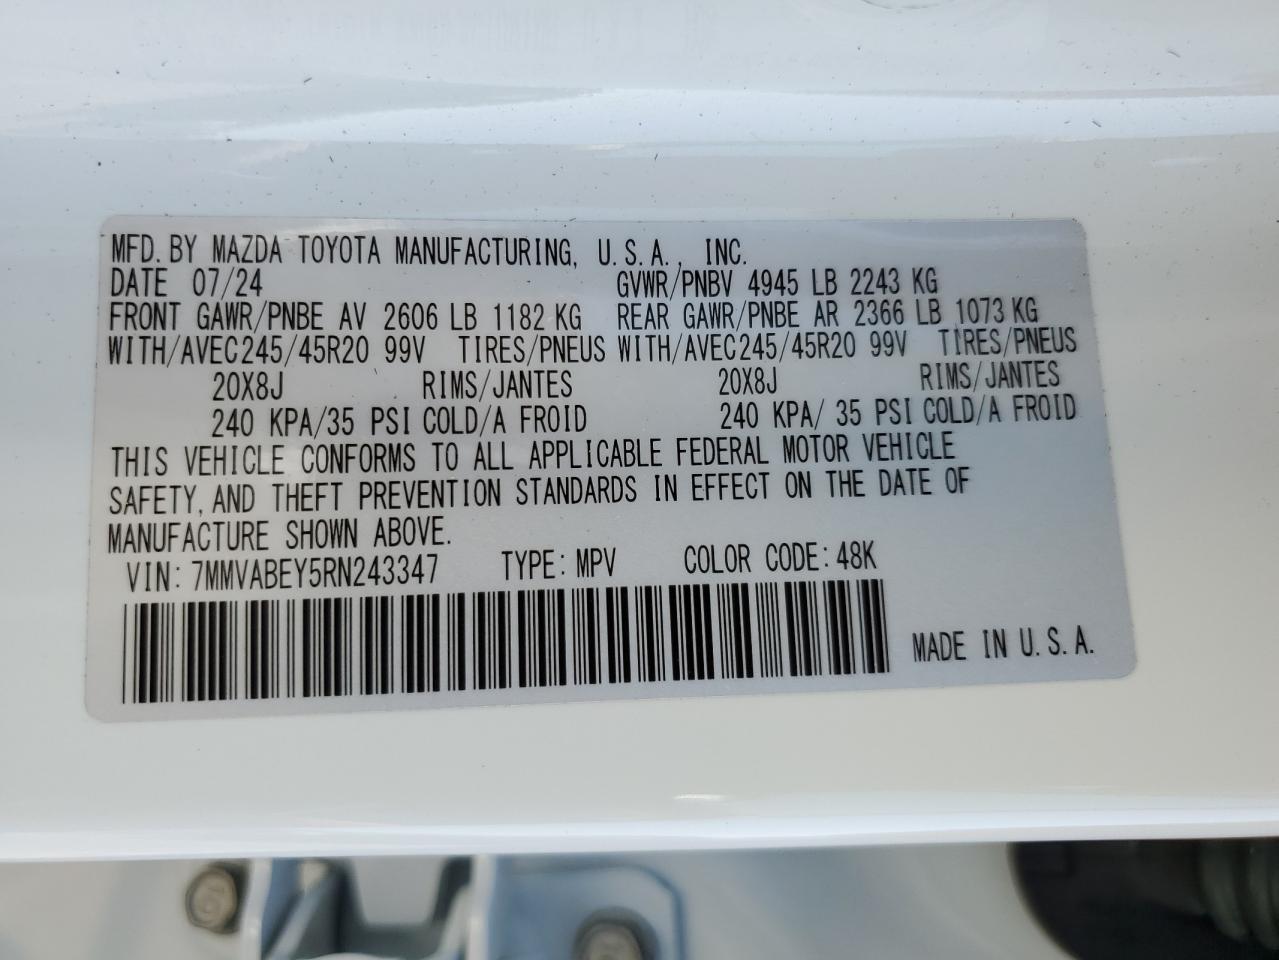 MFD. BY MAZDA TOYOTA MANUFACTURING, U.S.A., INC.
DATE 07/24 GVWR/PNBV 4945 LB 2243 KG
FRONT GAWR/PNBE AV 2606 LB 1182 KG REAR GAWR/PNBE AR 2366 LB 1073 KG
WITH/AVEC245/45R20 99V TIRES/PNEUS WITH/AVEC245/45R20 99V TIRES/PNEUS
20X8J RIMS/JANTES 20X8J RIMS/JANTES
240 KPA/35 PSI COLD/A FROID 240 KPA/ 35 PSI COLD/A FROID
THIS VEHICLE CONFORMS TO ALL APPLICABLE FEDERAL MOTOR VEHICLE
SAFETY, AND THEFT PREVENTION STANDARDS IN EFFECT ON THE DATE OF
MANUFACTURE SHOWN ABOVE.
VIN: 7MMVABEY5RN243347 TYPE: MPV COLOR CODE: 48K
MADE IN U.S.A.